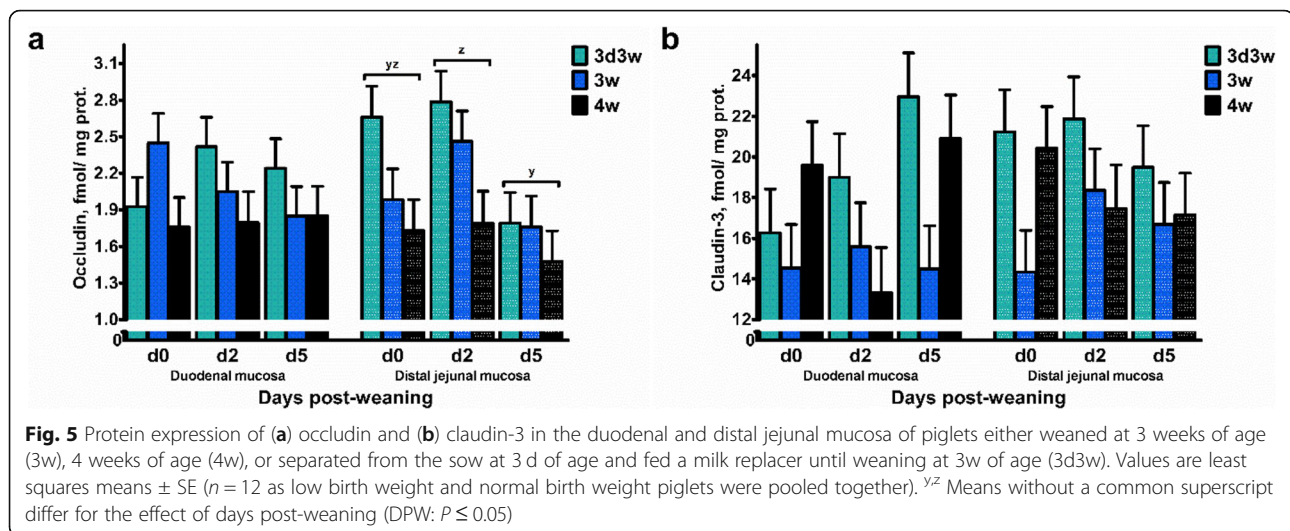 a
Occludin, fmol/ mg prot.
3.1
2.8
2.5
2.2
1.9
1.6
1.3
1.0
0
3d3w
3w
4w
yz
z
y
d0 d2 d5 d0 d2 d5
Duodenal mucosa Distal jejunal mucosa
Days post-weaning
b
Claudin-3, fmol/ mg prot.
24
22
20
18
16
14
12
0
3d3w
3w
4w
d0 d2 d5 d0 d2 d5
Duodenal mucosa Distal jejunal mucosa
Days post-weaning
Fig. 5 Protein expression of (a) occludin and (b) claudin-3 in the duodenal and distal jejunal mucosa of piglets either weaned at 3 weeks of age
(3w), 4 weeks of age (4w), or separated from the sow at 3 d of age and fed a milk replacer until weaning at 3w of age (3d3w). Values are least
squares means ± SE (n = 12 as low birth weight and normal birth weight piglets were pooled together). y,z Means without a common superscript
differ for the effect of days post-weaning (DPW: P ≤ 0.05)